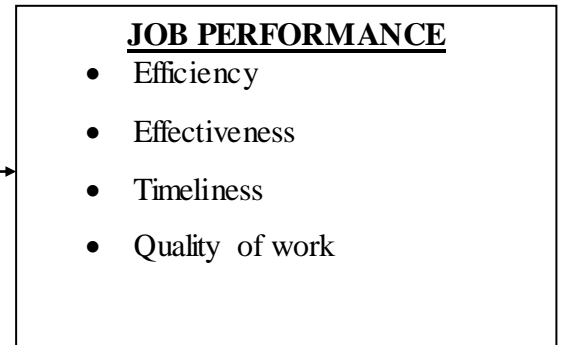 JOB PERFORMANCE
• Efficiency
• Effectiveness
• Timeliness
• Quality of work